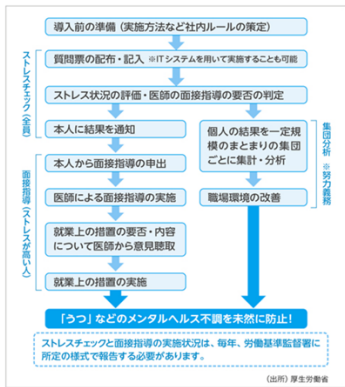 導入前の準備（実施方法など社内ルールの策定）
質問票の配布・記入 ※ITシステムを用いて実施することも可能
ストレス状況の評価・医師の面接指導の要否の判定
ストレスチェック（全員）
本人に結果を通知
本人から面接指導の申出
医師による面接指導の実施
就業上の措置の要否・内容
について医師から意見聴取
就業上の措置の実施
面接指導（ストレスが高い人）
個人の結果を一定規
模のまとまりの集団
ごとに集計・分析
職場環境の改善
集団分析 ※努力義務
「うつ」などのメンタルヘルス不調を未然に防止！
ストレスチェックと面接指導の実施状況は、毎年、労働基準監督署に
所定の様式で報告する必要があります。
（出所）厚生労働省